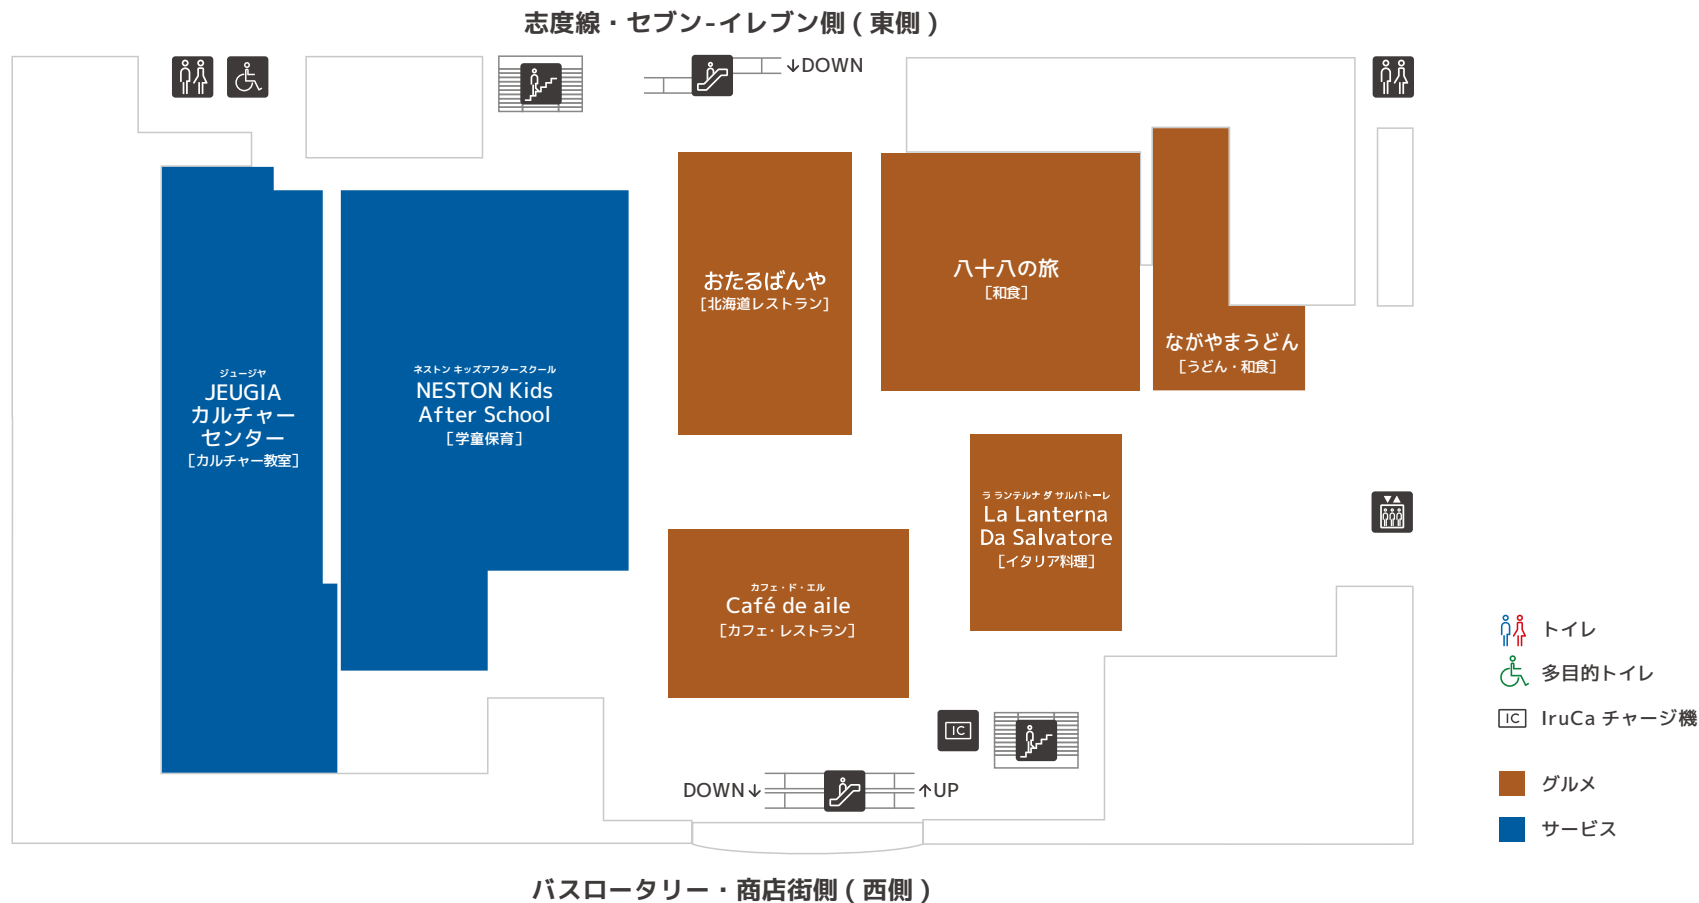 志度線・セブン-イレブン側 ( 東側 )
↓DOWN
おたるばんや
[北海道レストラン]
八十八の旅
[和食]
ながやまうどん
[うどん・和食]
ジュージヤ
JEUGIA
カルチャー
センター
[カルチャー教室]
ネストン キッズアフタースクール
NESTON Kids
After School
[学童保育]
ラ ランテルナ ダ サルバトーレ
La Lanterna
Da Salvatore
[イタリア料理]
カフェ・ド・エル
Café de aile
[カフェ・レストラン]
IC
DOWN↓
↑UP
トイレ
多目的トイレ
IC IruCa チャージ機
グルメ
サービス
バスロータリー・商店街側 ( 西側 )